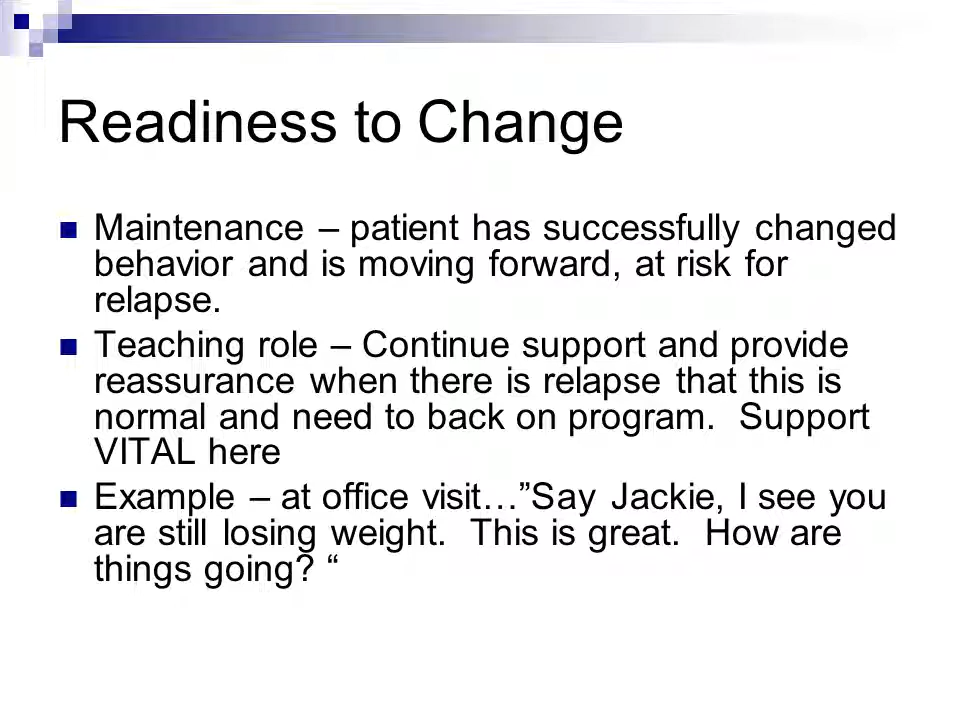 Readiness to Change
Maintenance – patient has successfully changed
behavior and is moving forward, at risk for
relapse.
Teaching role – Continue support and provide
reassurance when there is relapse that this is
normal and need to back on program.  Support
VITAL here
Example – at office visit…”Say Jackie, I see you
are still losing weight.  This is great.  How are
things going? “